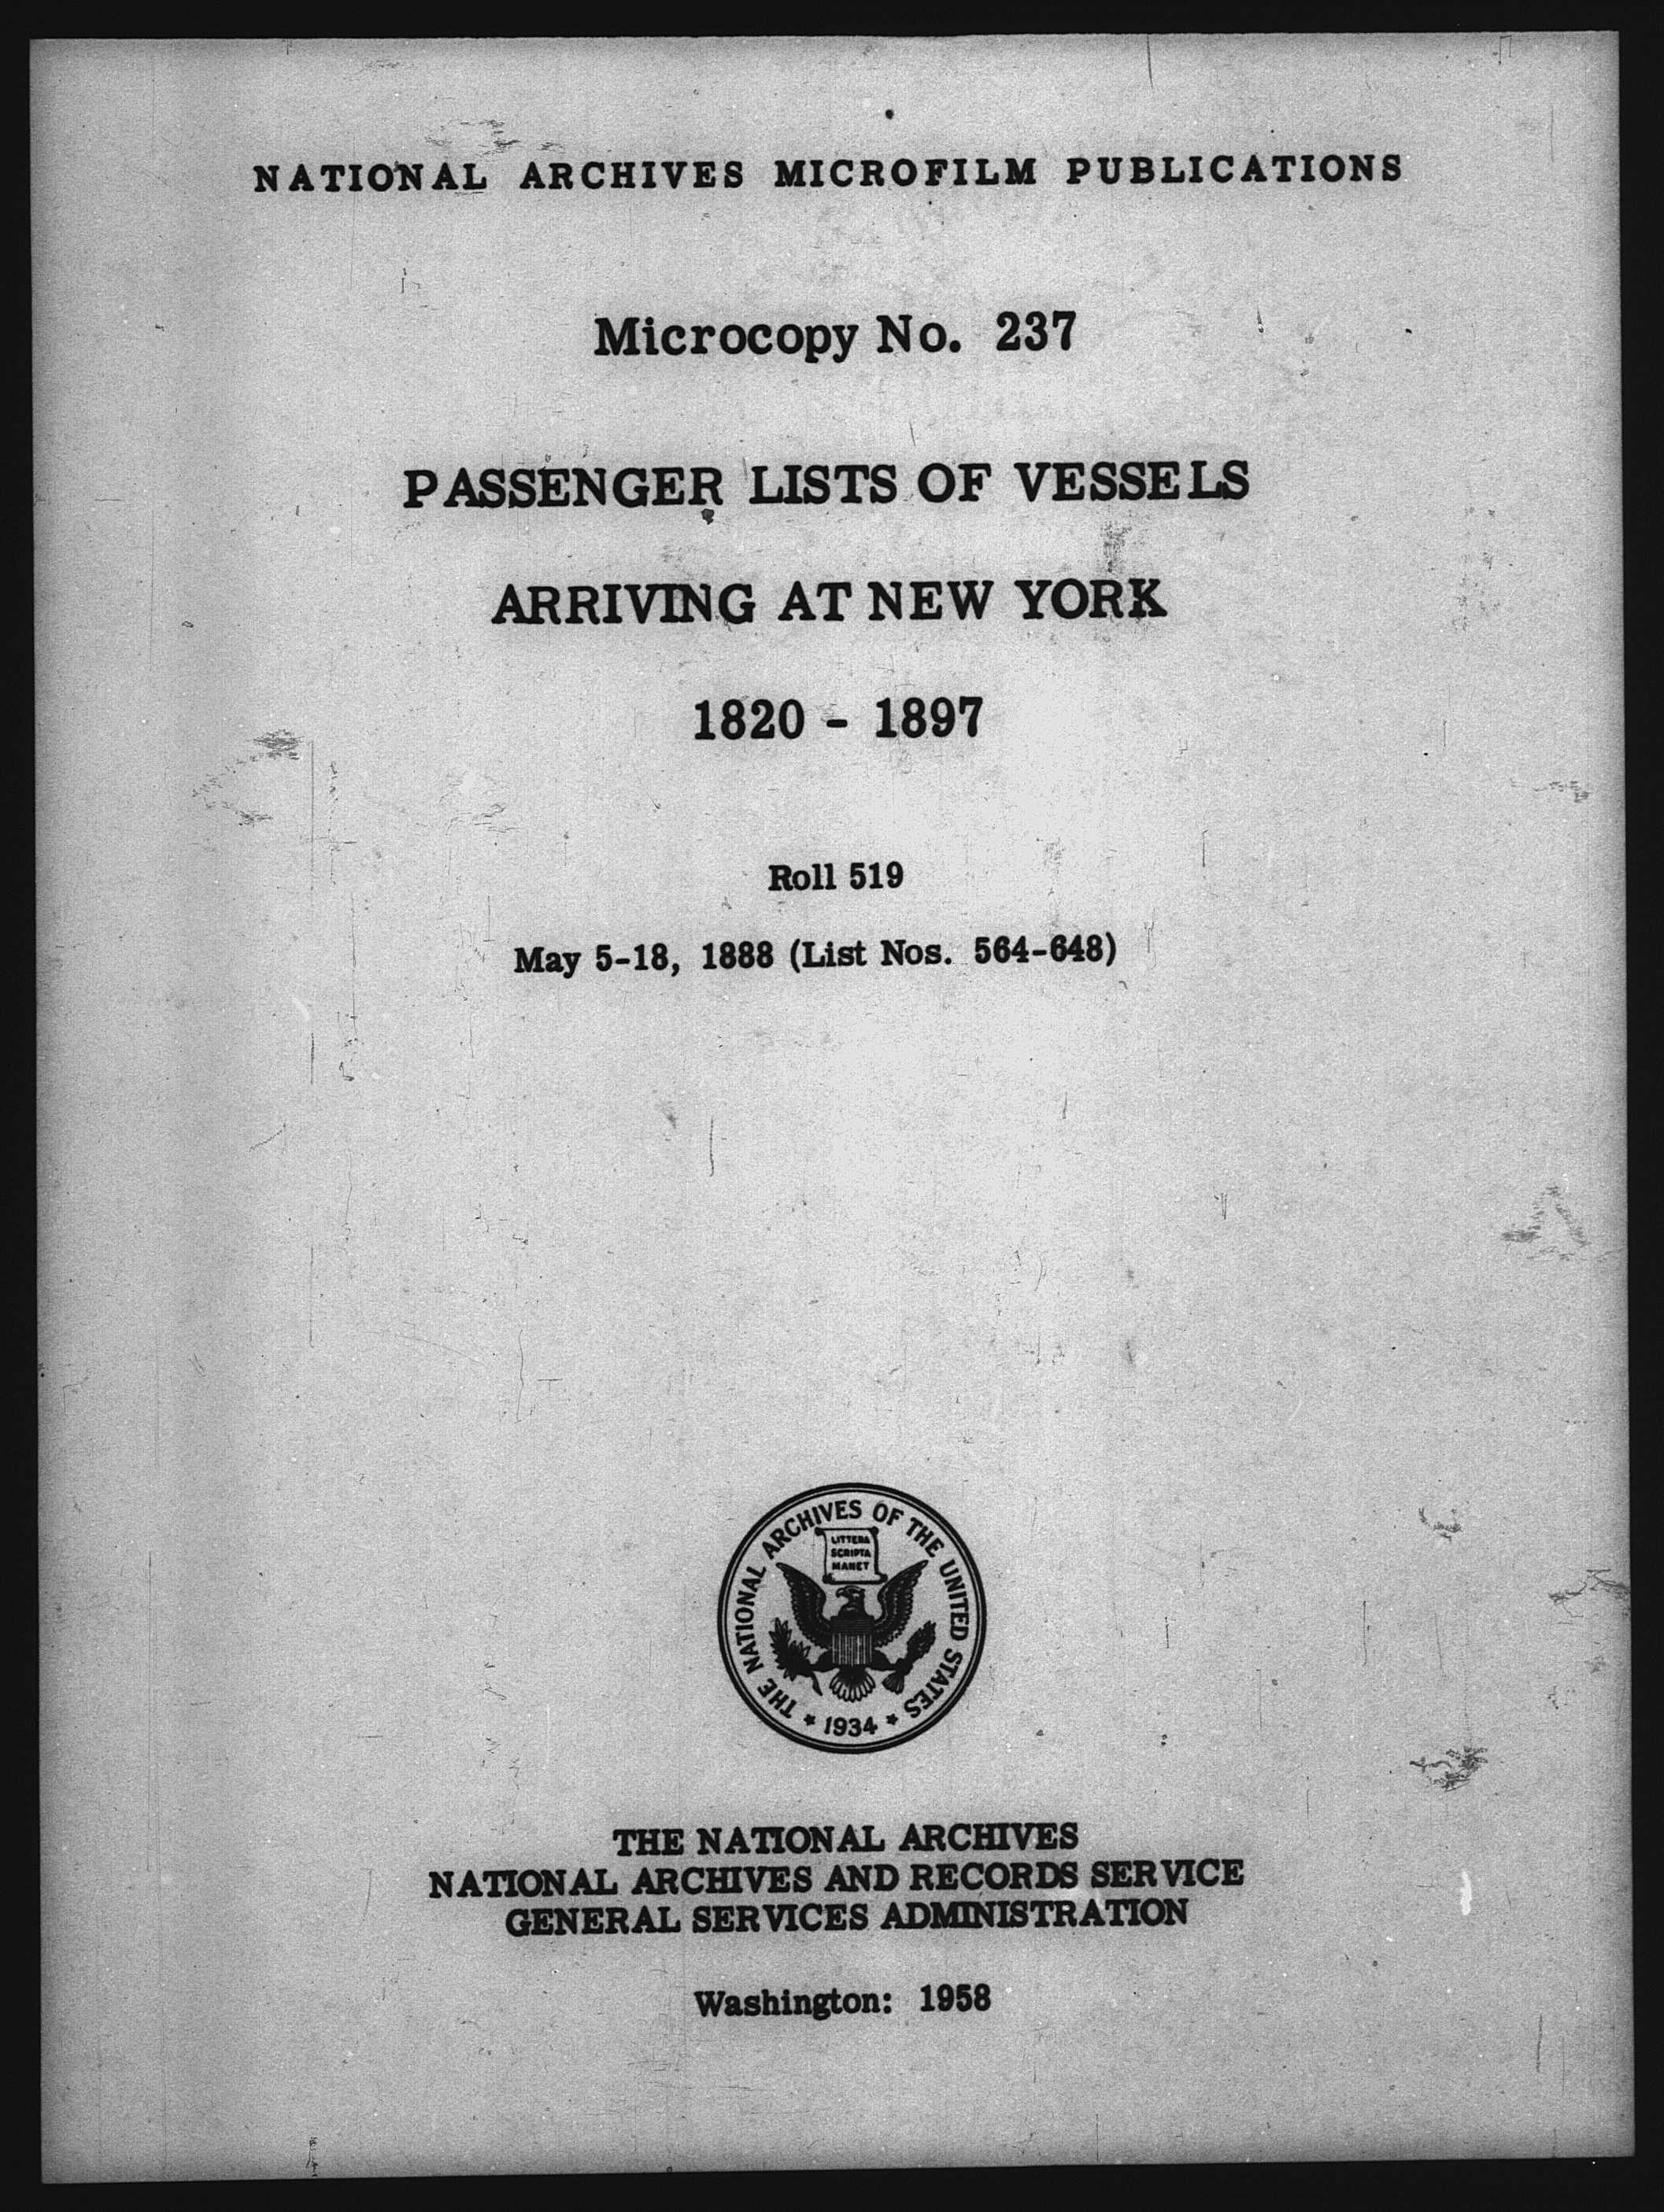 NATIONAL ARCHIVES MICROFILM PUBLICATIONS
Microcopy No. 237
PASSENGER LISTS OF VESSELS
ARRIVING AT NEW YORK
1820 - 1897
Roll 519
May 5-18, 1888 (List Nos. 564-648)
THE NATIONAL ARCHIVES OF THE UNITED STATES
LITTERA
SCRIPTA
MANET
* 1934 *
THE NATIONAL ARCHIVES
NATIONAL ARCHIVES AND RECORDS SERVICE
GENERAL SERVICES ADMINISTRATION
Washington: 1958